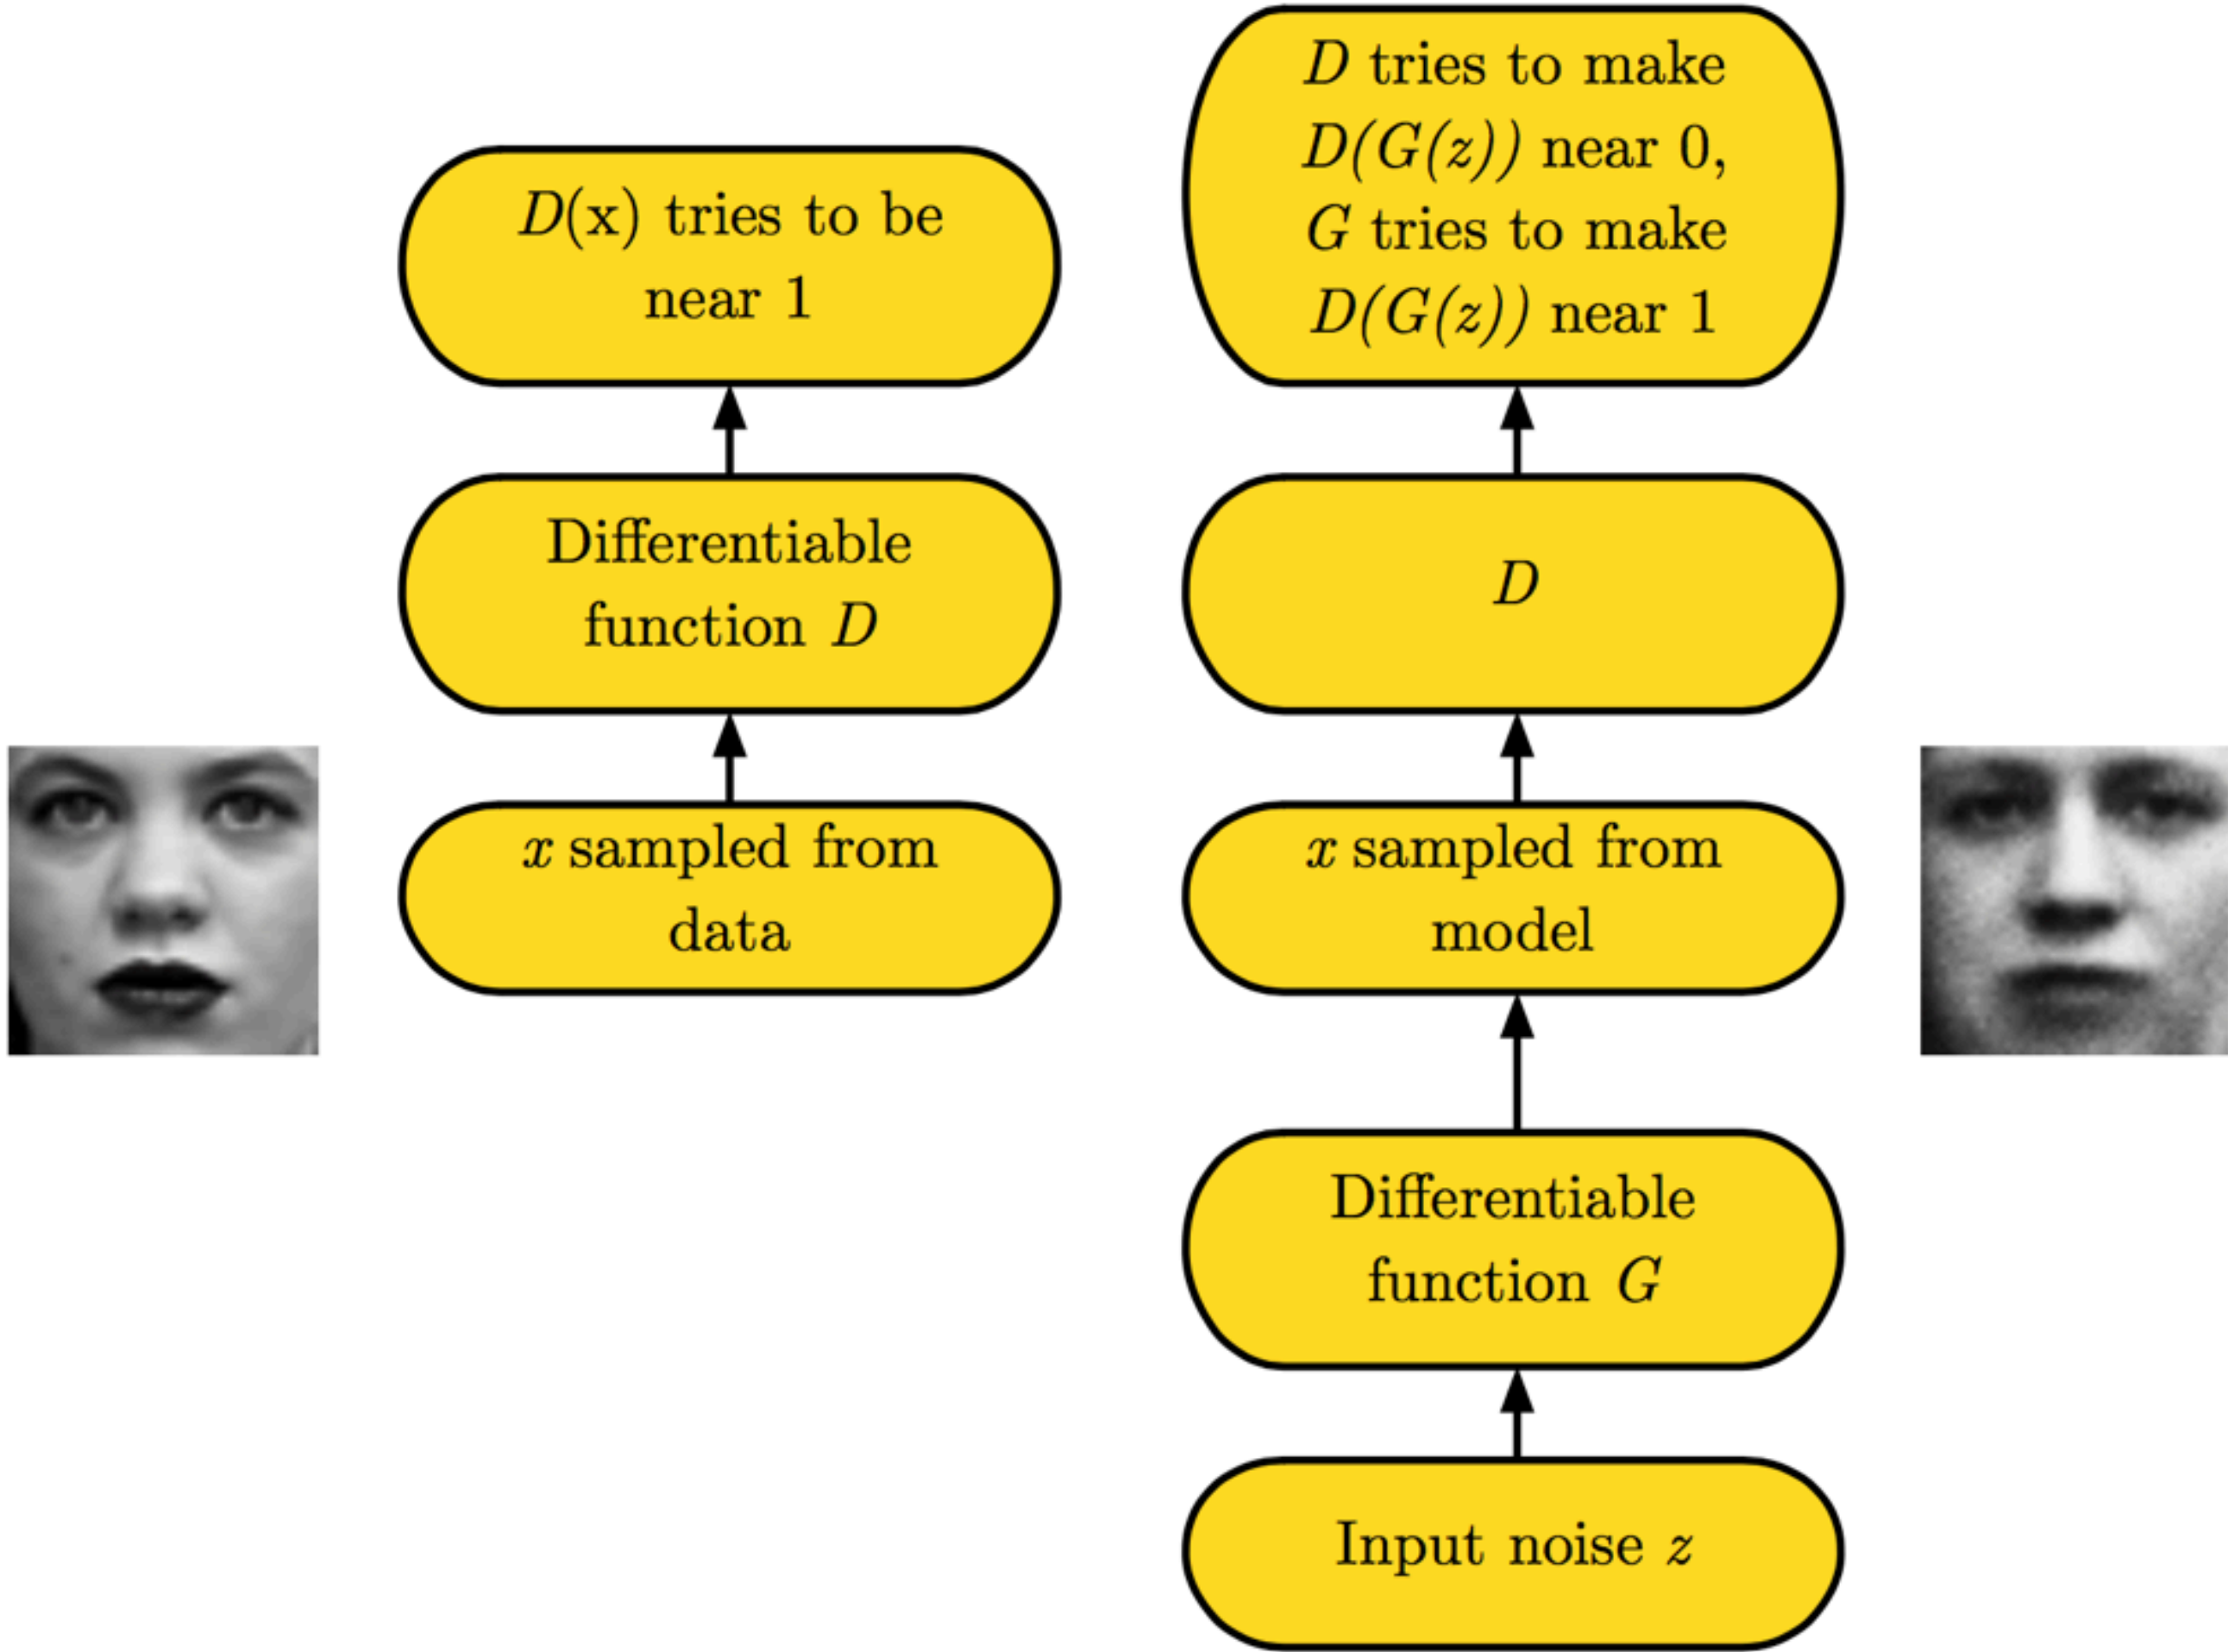 D(x) tries to be
near 1
Differentiable
function D
x sampled from
data
D tries to make
D(G(z)) near 0,
G tries to make
D(G(z)) near 1
D
x sampled from
model
Differentiable
function G
Input noise z